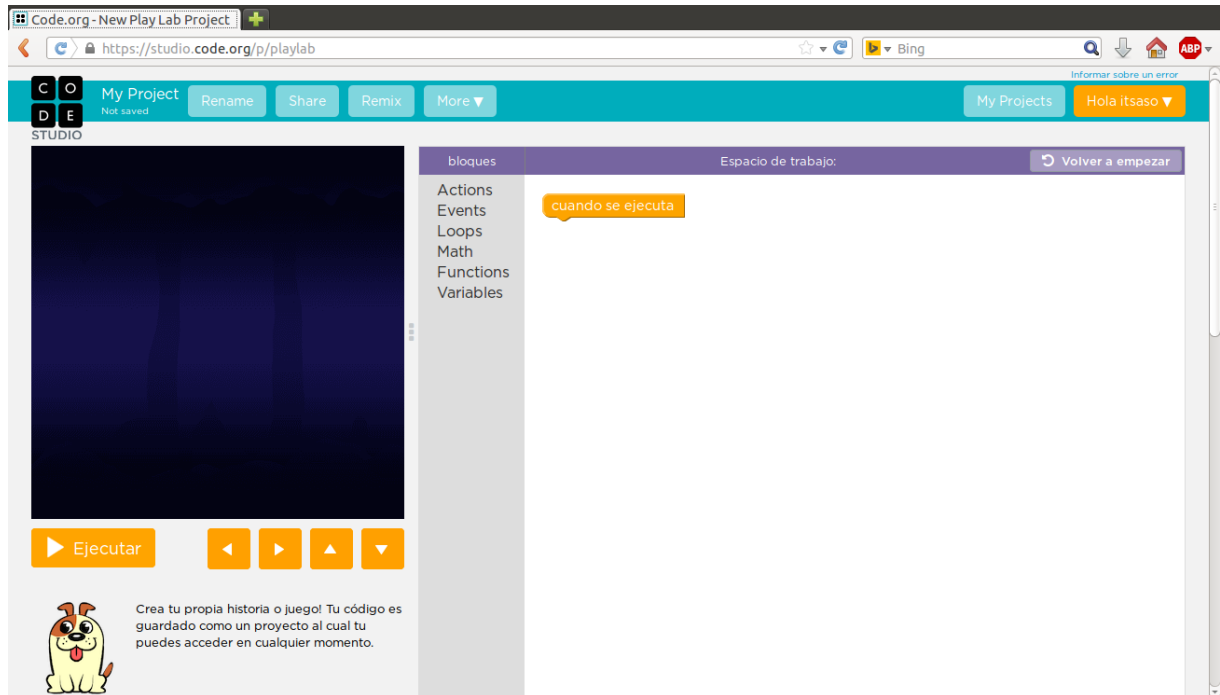 Code.org - New Play Lab Project
https://studio.code.org/p/playlab
Bing
ABP
Informar sobre un error
C O
D E
STUDIO
My Project
Not saved
Rename
Share
Remix
More ▼
My Projects
Hola itsaso ▼
bloques
Espacio de trabajo:
Volver a empezar
Actions
Events
Loops
Math
Functions
Variables
cuando se ejecuta
Ejecutar
Crea tu propia historia o juego! Tu código es
guardado como un proyecto al cual tu
puedes acceder en cualquier momento.